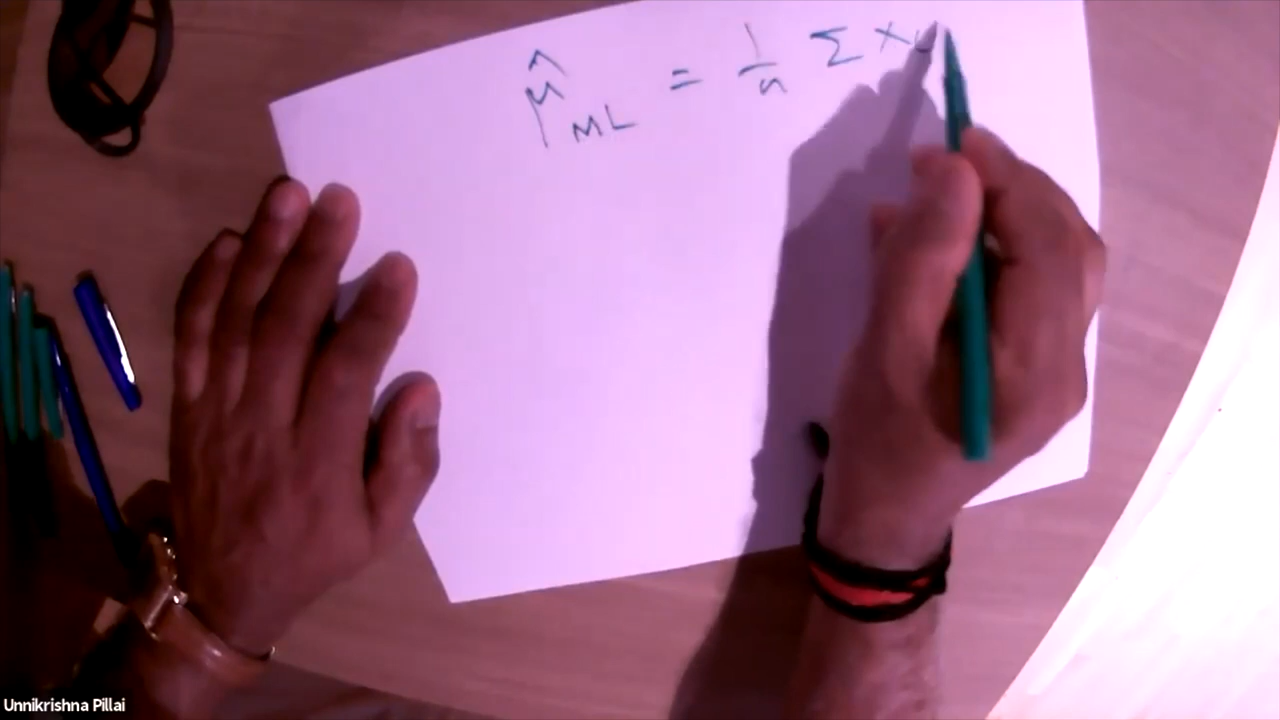 μ̂ ML = 1/n Σ x
Unnikrishna Pillai